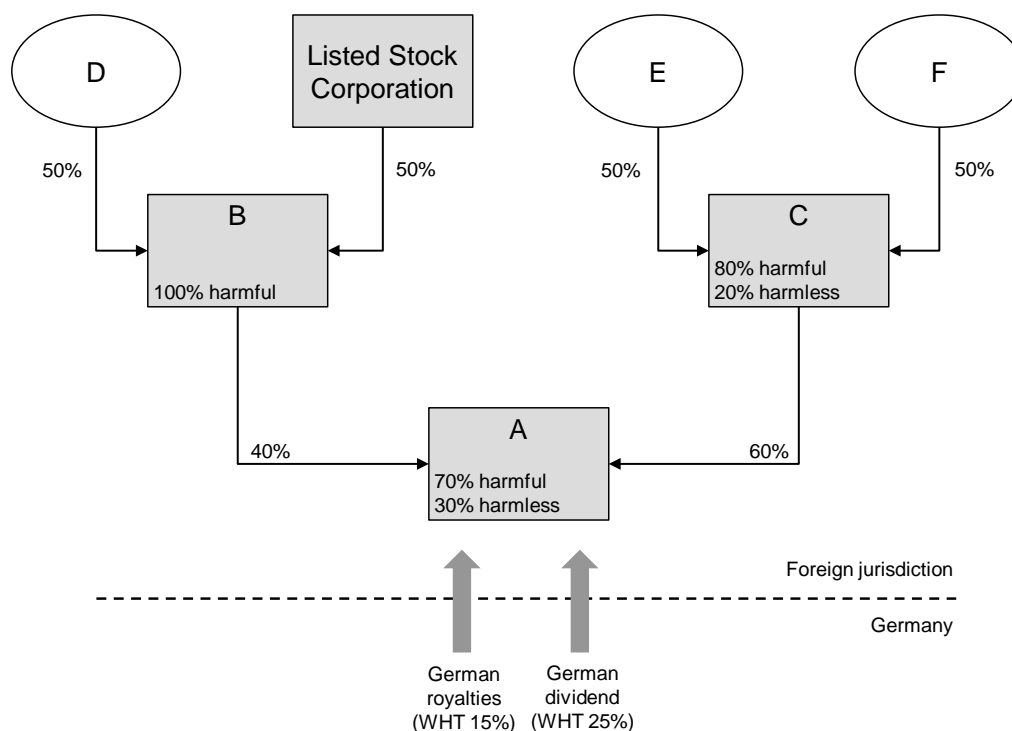 D
Listed Stock
Corporation
E
F
50%
50%
50%
50%
B
100% harmful
C
80% harmful
20% harmless
40%
60%
A
70% harmful
30% harmless
Foreign jurisdiction
Germany
German
royalties
(WHT 15%)
German
dividend
(WHT 25%)